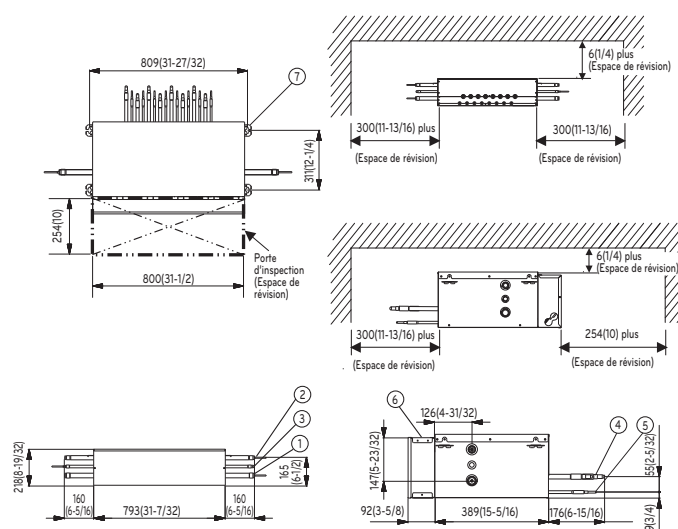 809(31-27/32)
7
311(12-1/4)
254(10)
Porte
d'inspection
(Espace de
révision)
800(31-1/2)
6(1/4) plus
(Espace de révision)
300(11-13/16) plus
(Espace de révision)
300(11-13/16)
(Espace de révision)
6(1/4) plus
(Espace de révision)
300(11-13/16) plus
(Espace de révision)
254(10) plus
(Espace de révision)
2
3
1
218(8-19/32)
165
(6-1/2)
160
(6-5/16)
793(31-7/32)
160
(6-5/16)
6
126(4-31/32)
4
5
147(5-23/32)
55(2-5/32)
92(3-5/8)
389(15-5/16)
176(6-15/16)
9(3/4)